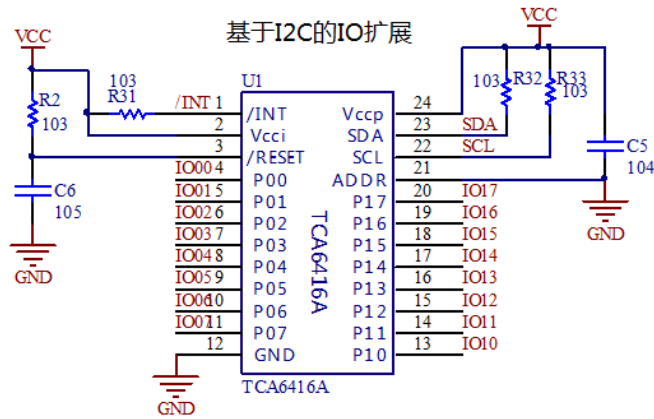 基于I2C的IO扩展
VCC
VCC
U1
103
R31
/INT 1 /INT
2 Vcci
3 /RESET
IO00 4 P00
IO01 5 P01
IO02 6 P02
IO03 7 P03
IO04 8 P04
IO05 9 P05
IO06 10 P06
IO07 11 P07
12 GND
TCA6416A
Vccp 24
SDA 23 SDA
SCL 22 SCL
ADDR 21
P17 20 IO17
P16 19 IO16
P15 18 IO15
P14 17 IO14
P13 16 IO13
P12 15 IO12
P11 14 IO11
P10 13 IO10
R2
103
C6
105
GND
GND
TCA6416A
103 R32
R33
103
C5
104
GND